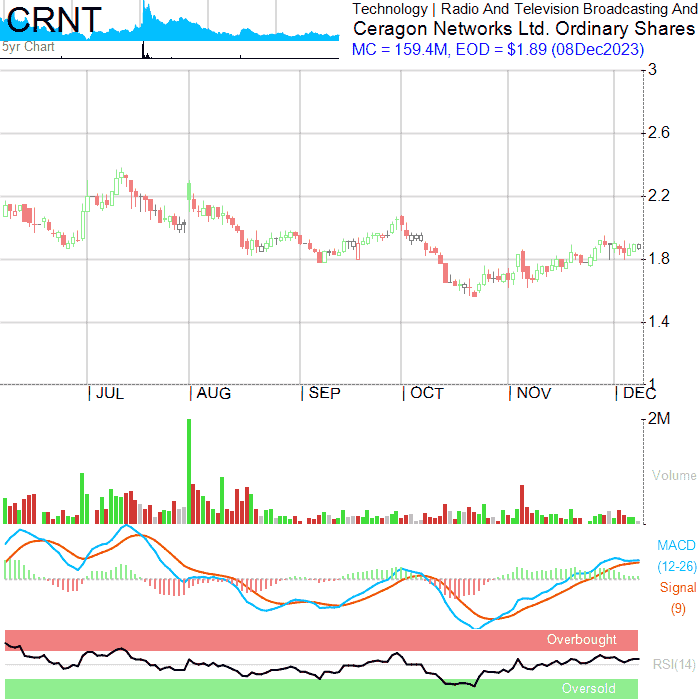 CRNT
5yr Chart
Technology | Radio And Television Broadcasting And
Ceragon Networks Ltd. Ordinary Shares
MC = 159.4M, EOD = $1.89 (08Dec2023)
3
2.6
2.2
1.8
1.4
1
JUL AUG SEP OCT NOV DEC
2M
Volume
MACD
(12-26)
Signal
(9)
Overbought
RSI(14)
Oversold